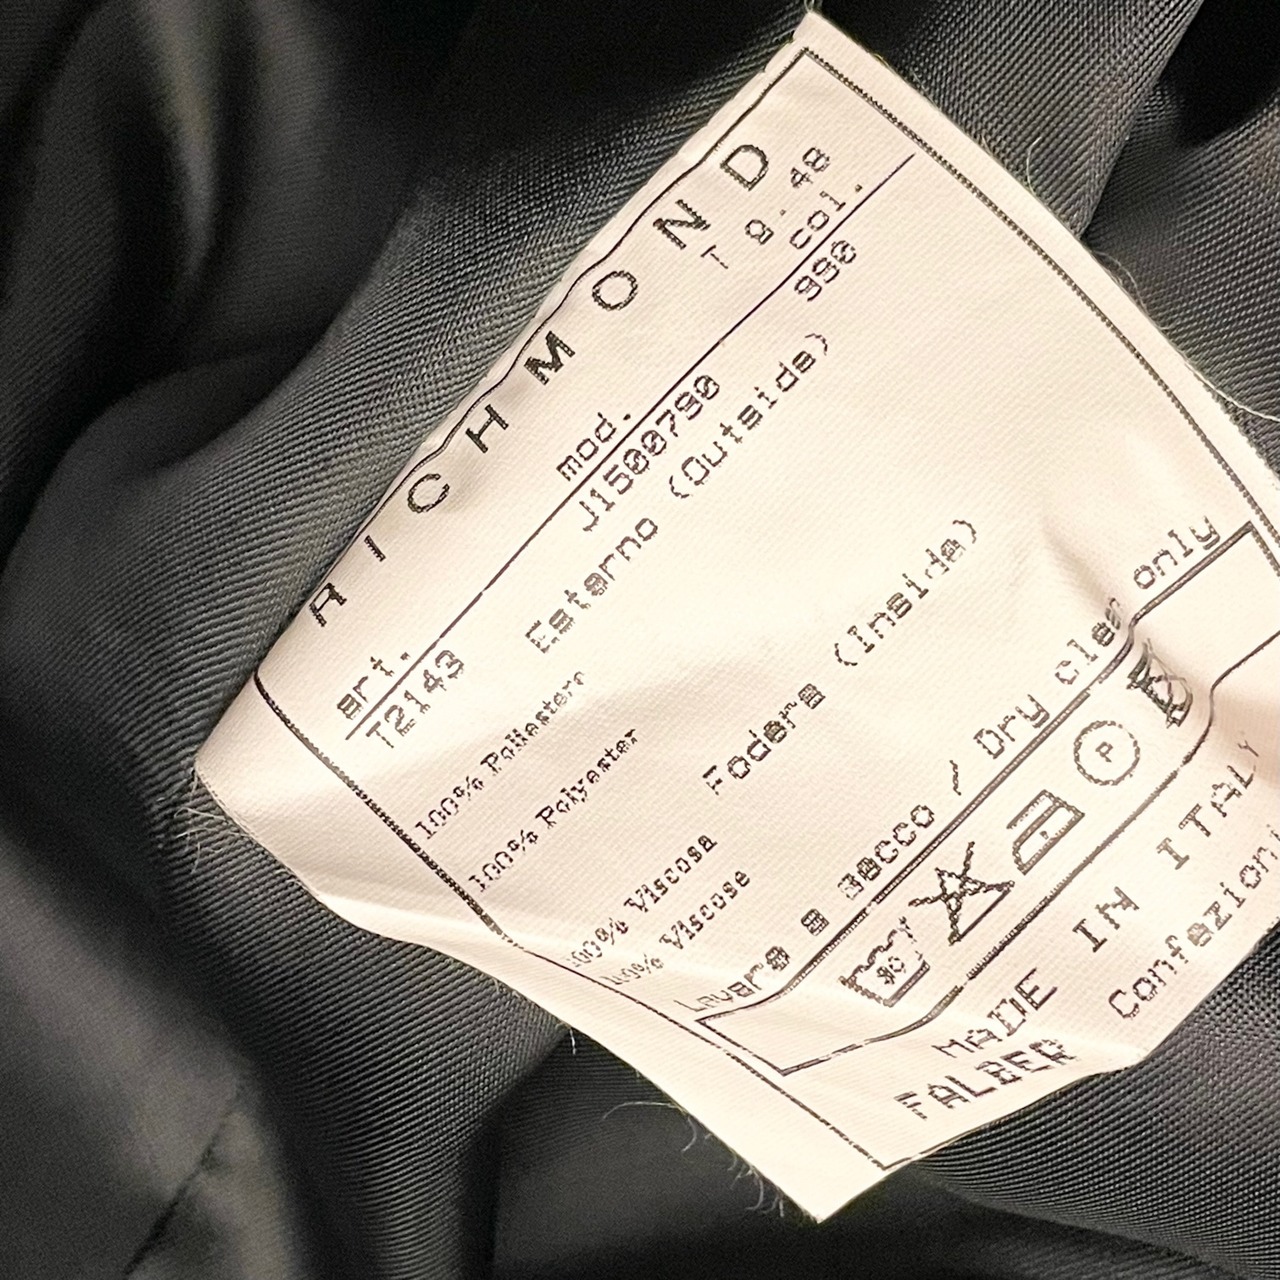 RICHMOND
Tg.48
art. mod. col.
T2143 J1500790 990
Esterno (Outside)
100% Poliestere
100% Polyester
Fodera (Inside)
100% Viscosa
100% Viscose
Lavare a secco / Dry clean only
P
MADE IN ITALY
FALBER Confezioni